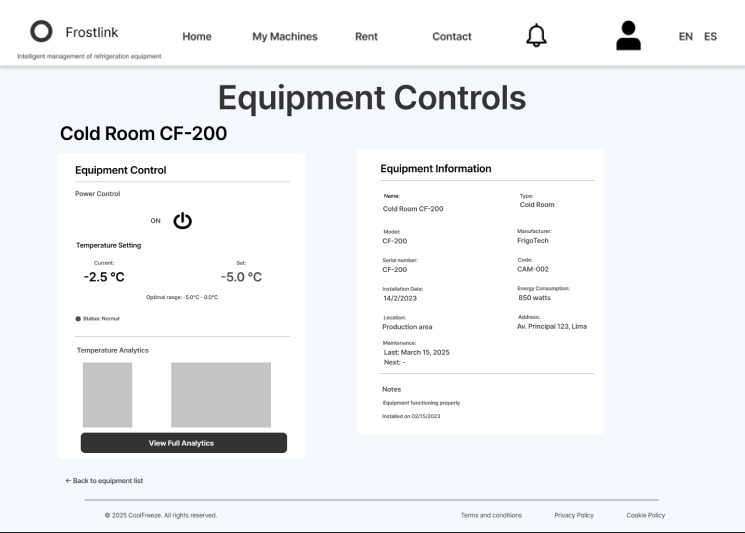 Frostlink
Intelligent management of refrigeration equipment
Home
My Machines
Rent
Contact
EN ES
Equipment Controls
Cold Room CF-200
Equipment Control
Power Control
ON
Temperature Setting
Current:
Set:
-2.5 °C
-5.0 °C
Optimal range: -5.0°C - 0.0°C
Status: Normal
Temperature Analytics
View Full Analytics
Equipment Information
Name:
Cold Room CF-200
Type:
Cold Room
Model:
CF-200
Manufacturer:
FrigoTech
Serial number:
CF-200
Code:
CAM-002
Installation Date:
14/2/2023
Energy Consumption:
850 watts
Location:
Production area
Address:
Av. Principal 123, Lima
Maintenance:
Last: March 15, 2025
Next: -
Notes
Equipment functioning properly
Installed on 02/15/2023
← Back to equipment list
© 2025 CoolFreeze. All rights reserved.
Terms and conditions
Privacy Policy
Cookie Policy